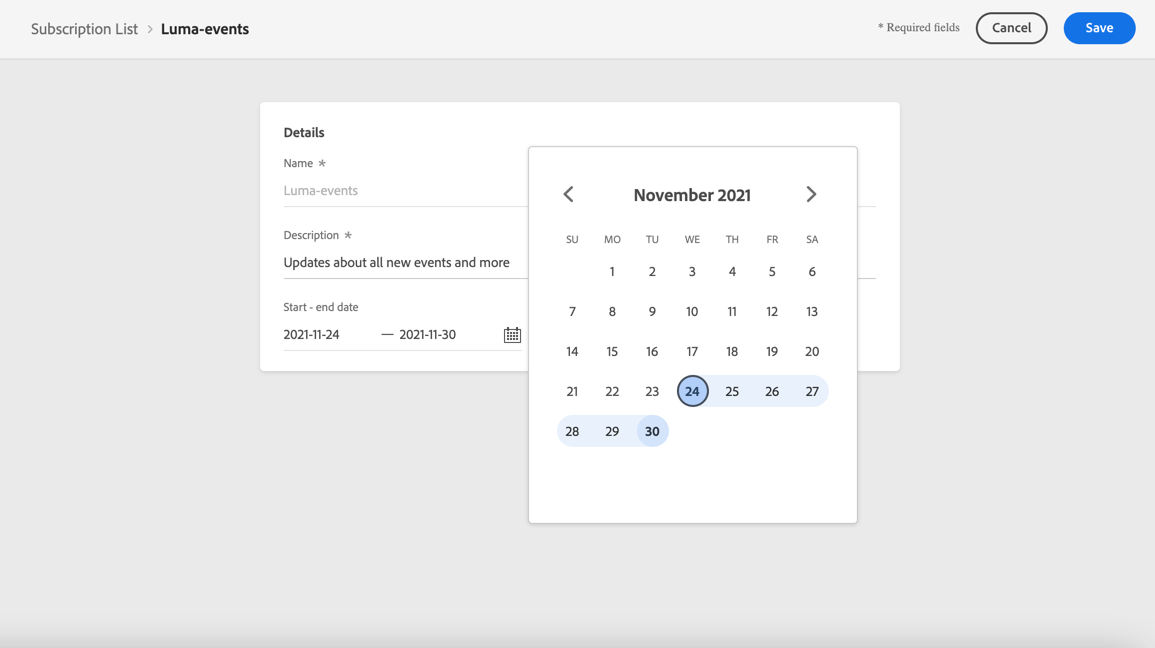 Subscription List > Luma-events
* Required fields
Cancel
Save
Details
Name *
Luma-events
Description *
Updates about all new events and more
Start - end date
2021-11-24 — 2021-11-30
November 2021
SU MO TU WE TH FR SA
1 2 3 4 5 6
7 8 9 10 11 12 13
14 15 16 17 18 19 20
21 22 23 24 25 26 27
28 29 30